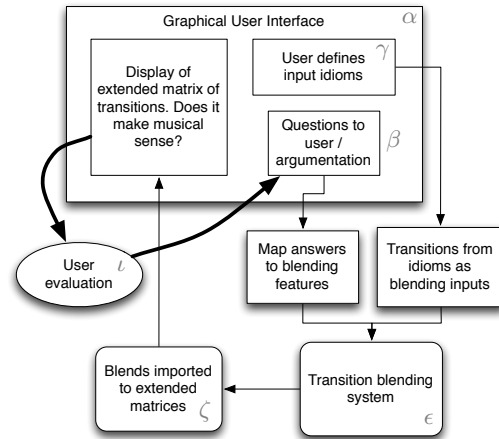 Graphical User Interface
α
Display of
extended matrix of
transitions. Does it
make musical
sense?
User defines
input idioms
γ
Questions to
user /
argumentation
β
User
evaluation
ι
Map answers
to blending
features
Transitions from
idioms as
blending inputs
Blends imported
to extended
matrices
ζ
Transition blending
system
ϵ